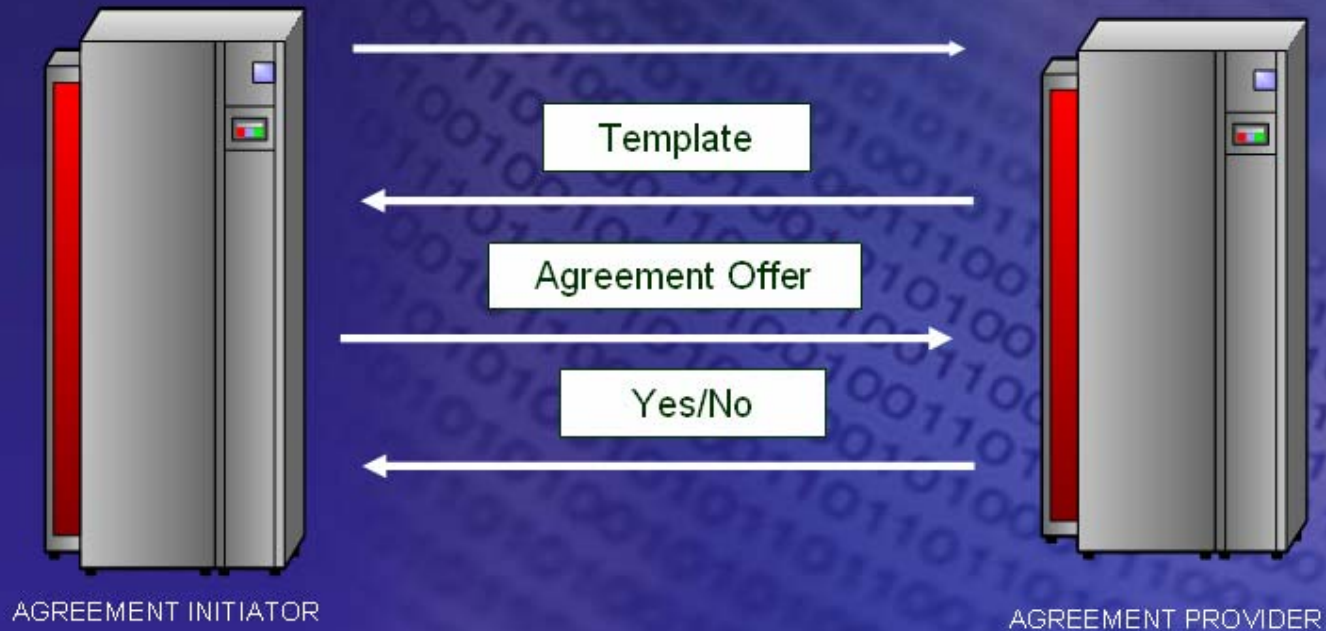 Template
Agreement Offer
Yes/No
AGREEMENT INITIATOR
AGREEMENT PROVIDER